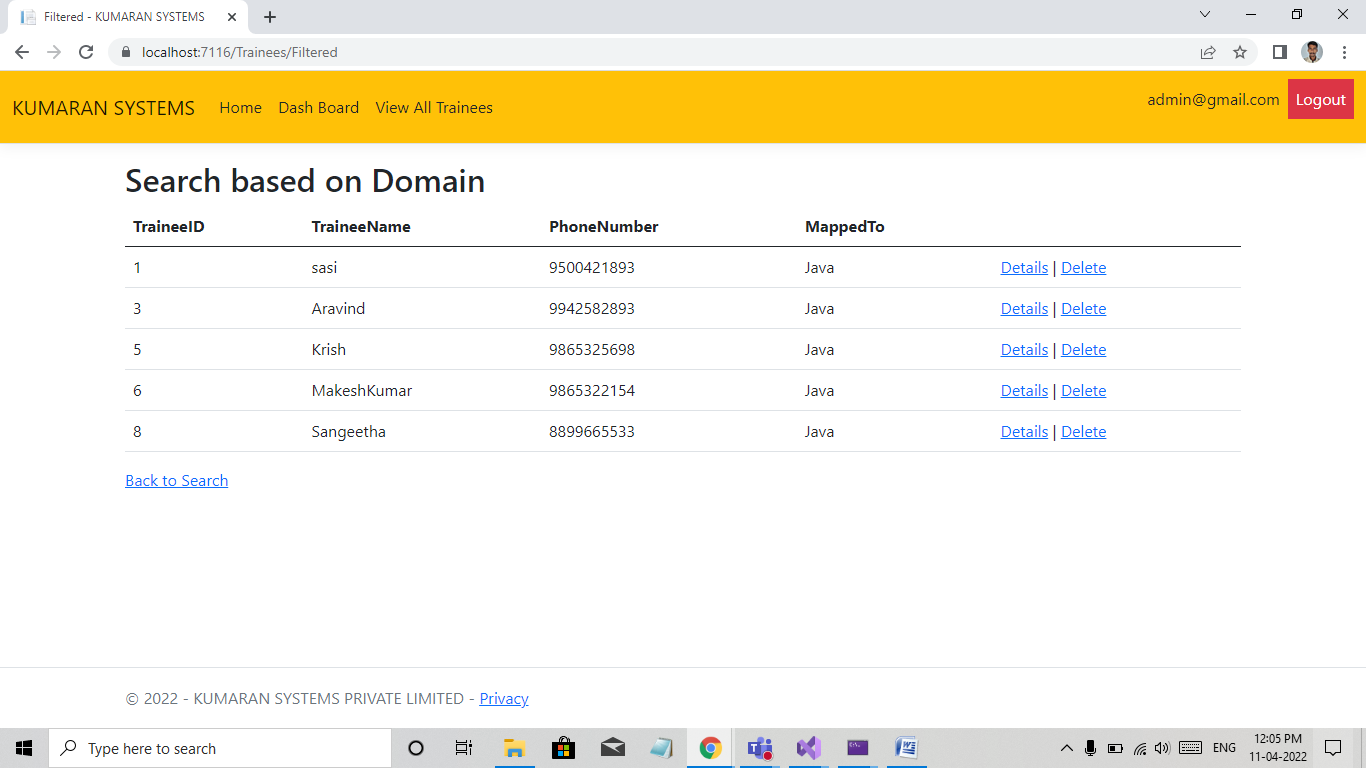 Filtered - KUMARAN SYSTEMS
localhost:7116/Trainees/Filtered
KUMARAN SYSTEMS Home Dash Board View All Trainees admin@gmail.com Logout
Search based on Domain
TraineeID TraineeName PhoneNumber MappedTo
1 sasi 9500421893 Java Details | Delete
3 Aravind 9942582893 Java Details | Delete
5 Krish 9865325698 Java Details | Delete
6 MakeshKumar 9865322154 Java Details | Delete
8 Sangeetha 8899665533 Java Details | Delete
Back to Search
© 2022 - KUMARAN SYSTEMS PRIVATE LIMITED - Privacy
Type here to search ENG 12:05 PM
11-04-2022